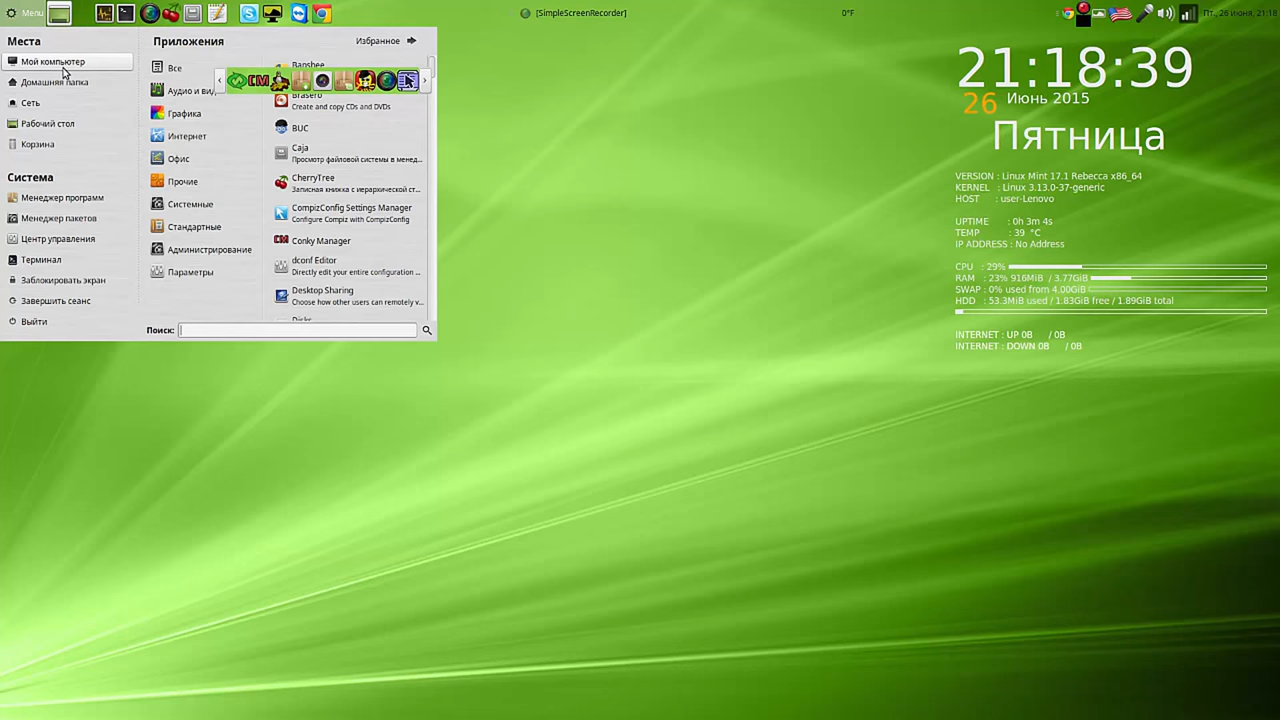 Menu
[SimpleScreenRecorder]
0°F
Пт, 26 июня, 21:18
Места
Мой компьютер
Домашняя папка
Сеть
Рабочий стол
Корзина
Система
Менеджер программ
Менеджер пакетов
Центр управления
Терминал
Заблокировать экран
Завершить сеанс
Выйти
Приложения
Избранное
Все
Аудио и вид
Графика
Интернет
Офис
Прочие
Системные
Стандартные
Администрирование
Параметры
Banshee
CM
Brasero
Create and copy CDs and DVDs
BUC
Caja
Просмотр файловой системы в менед...
CherryTree
Записная книжка с иерархической ст...
CompizConfig Settings Manager
Configure Compiz with CompizConfig
CM
Conky Manager
dconf Editor
Directly edit your entire configuration ...
Desktop Sharing
Choose how other users can remotely v...
Disks
Поиск:
21:18:39
26 Июнь 2015
Пятница
VERSION : Linux Mint 17.1 Rebecca x86_64
KERNEL : Linux 3.13.0-37-generic
HOST : user-Lenovo
UPTIME : 0h 3m 4s
TEMP : 39 °C
IP ADDRESS : No Address
CPU : 29%
RAM : 23% 916MiB / 3.77GiB
SWAP : 0% used from 4.00GiB
HDD : 53.3MiB used / 1.83GiB free / 1.89GiB total
INTERNET : UP 0B / 0B
INTERNET : DOWN 0B / 0B